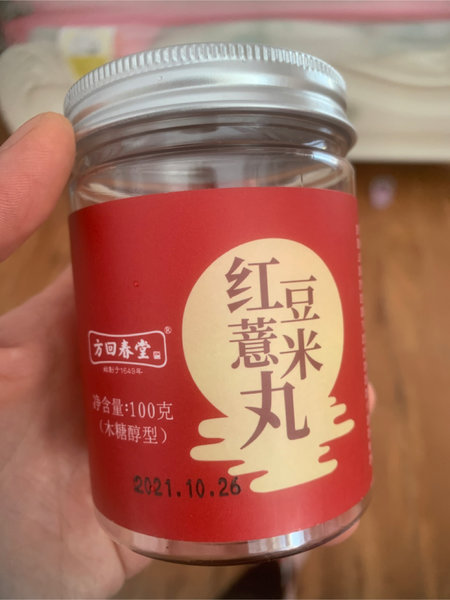 红豆
薏米
丸
方回春堂®
始创于1649年
净含量:100克
(木糖醇型)
2021.10.26